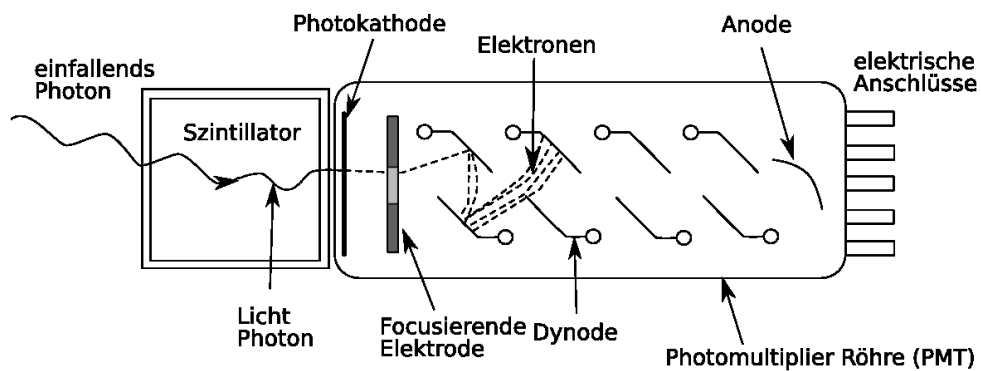 Photokathode
Anode
Elektronen
einfallends
Photon
elektrische
Anschlüsse
Szintillator
Licht
Photon
Focusierende
Elektrode
Dynode
Photomultiplier Röhre (PMT)